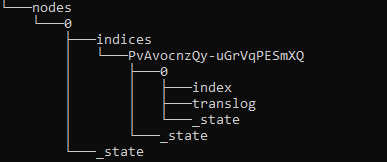 nodes
0
indices
PvAvocnzQy-uGrVqPESmXQ
0
index
translog
_state
_state
_state